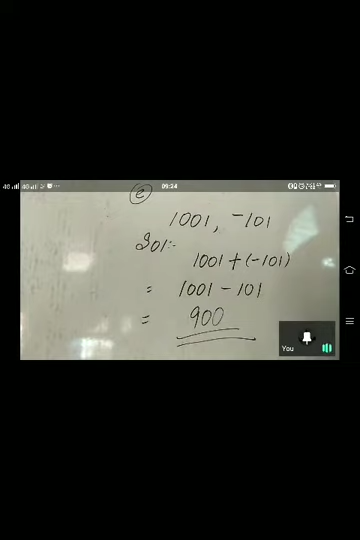 09:24
(e)
1001, -101
Sol:-
1001 + (-101)
= 1001 - 101
= 900
You